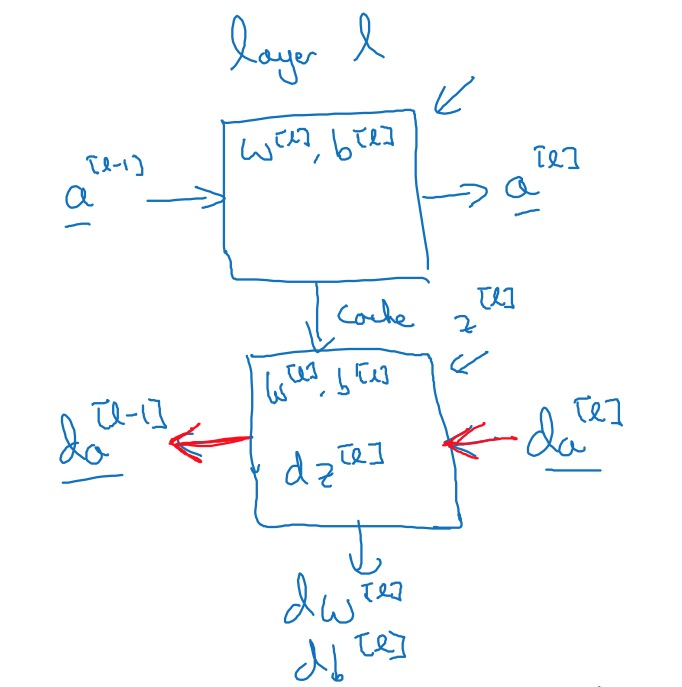 layer l
w[l], b[l]
a[l-1]
a[l]
cache z[l]
w[l], b[l]
da[l-1]
da[l]
dz[l]
dw[l]
db[l]